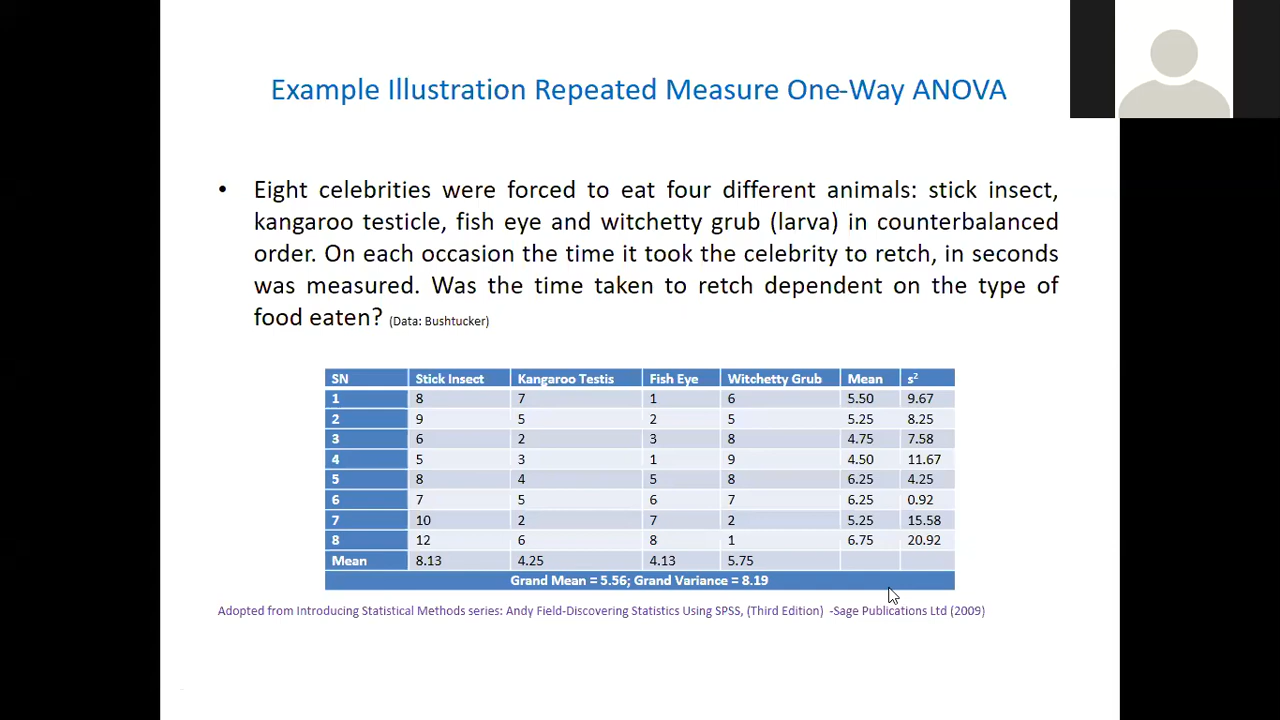 Example Illustration Repeated Measure One-Way ANOVA
• Eight celebrities were forced to eat four different animals: stick insect,
kangaroo testicle, fish eye and witchetty grub (larva) in counterbalanced
order. On each occasion the time it took the celebrity to retch, in seconds
was measured. Was the time taken to retch dependent on the type of
food eaten? (Data: Bushtucker)
SN Stick Insect Kangaroo Testis Fish Eye Witchetty Grub Mean s²
1 8 7 1 6 5.50 9.67
2 9 5 2 5 5.25 8.25
3 6 2 3 8 4.75 7.58
4 5 3 1 9 4.50 11.67
5 8 4 5 8 6.25 4.25
6 7 5 6 7 6.25 0.92
7 10 2 7 2 5.25 15.58
8 12 6 8 1 6.75 20.92
Mean 8.13 4.25 4.13 5.75
Grand Mean = 5.56; Grand Variance = 8.19
Adopted from Introducing Statistical Methods series: Andy Field-Discovering Statistics Using SPSS, (Third Edition) -Sage Publications Ltd (2009)